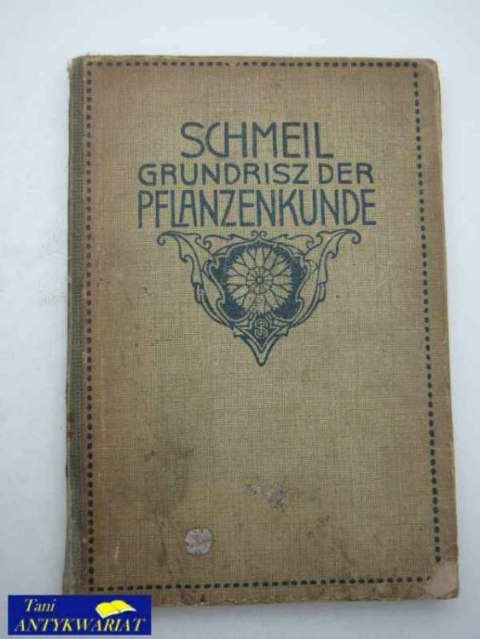 SCHMEIL
GRUNDRISZ DER
PFLANZENKUNDE
Tani
ANTYKWARIAT